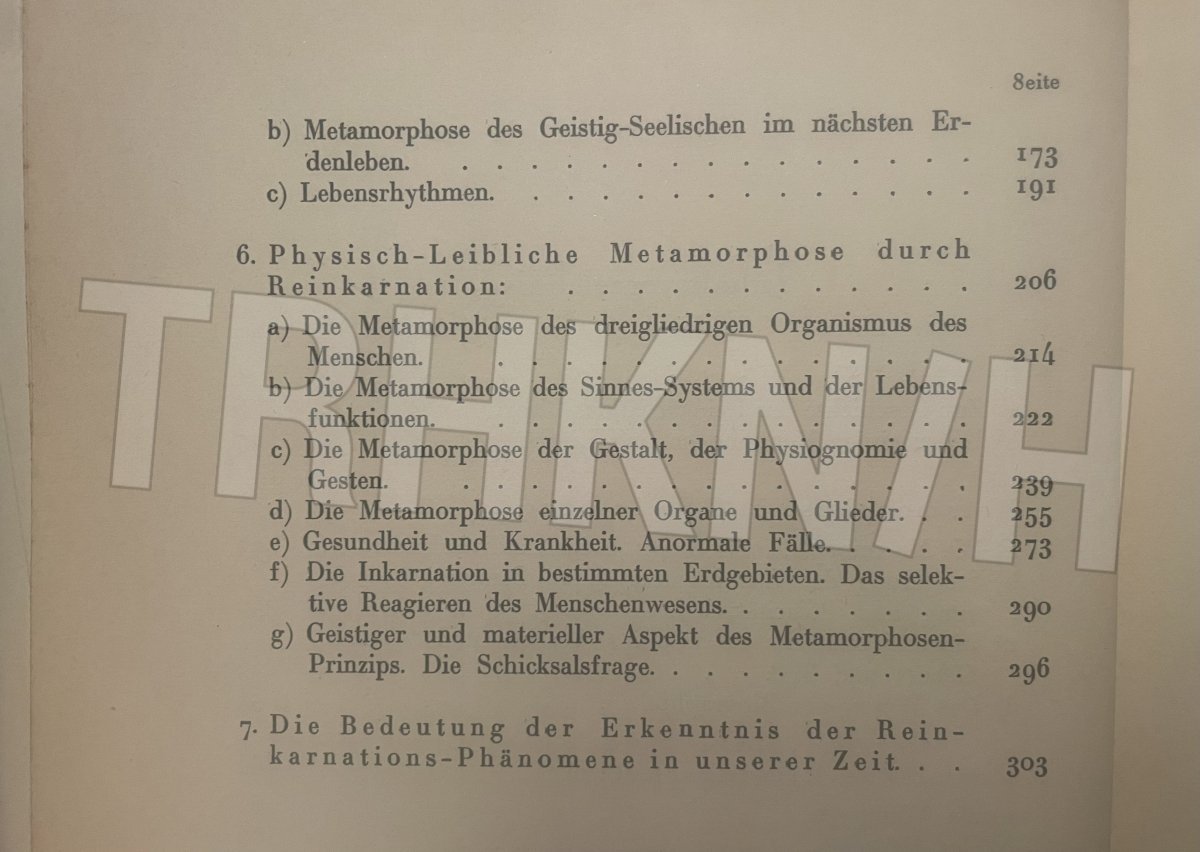 Seite
b) Metamorphose des Geistig-Seelischen im nächsten Er-
denleben. . . . . . . . . . . . . . . . 173
c) Lebensrhythmen. . . . . . . . . . . . . . 191
6. Physisch-Leibliche Metamorphose durch
Reinkarnation: . . . . . . . . . . . . 206
a) Die Metamorphose des dreigliedrigen Organismus des
Menschen. . . . . . . . . . . . . . . 214
b) Die Metamorphose des Sinnes-Systems und der Lebens-
funktionen. . . . . . . . . . . . . . . 222
c) Die Metamorphose der Gestalt, der Physiognomie und
Gesten. . . . . . . . . . . . . . . . 239
d) Die Metamorphose einzelner Organe und Glieder. . . 255
e) Gesundheit und Krankheit. Anormale Fälle. . . . . 273
f) Die Inkarnation in bestimmten Erdgebieten. Das selek-
tive Reagieren des Menschenwesens. . . . . . . . 290
g) Geistiger und materieller Aspekt des Metamorphosen-
Prinzips. Die Schicksalsfrage. . . . . . . . . . 296
7. Die Bedeutung der Erkenntnis der Rein-
karnations-Phänomene in unserer Zeit. . . 303
TRHKN/H